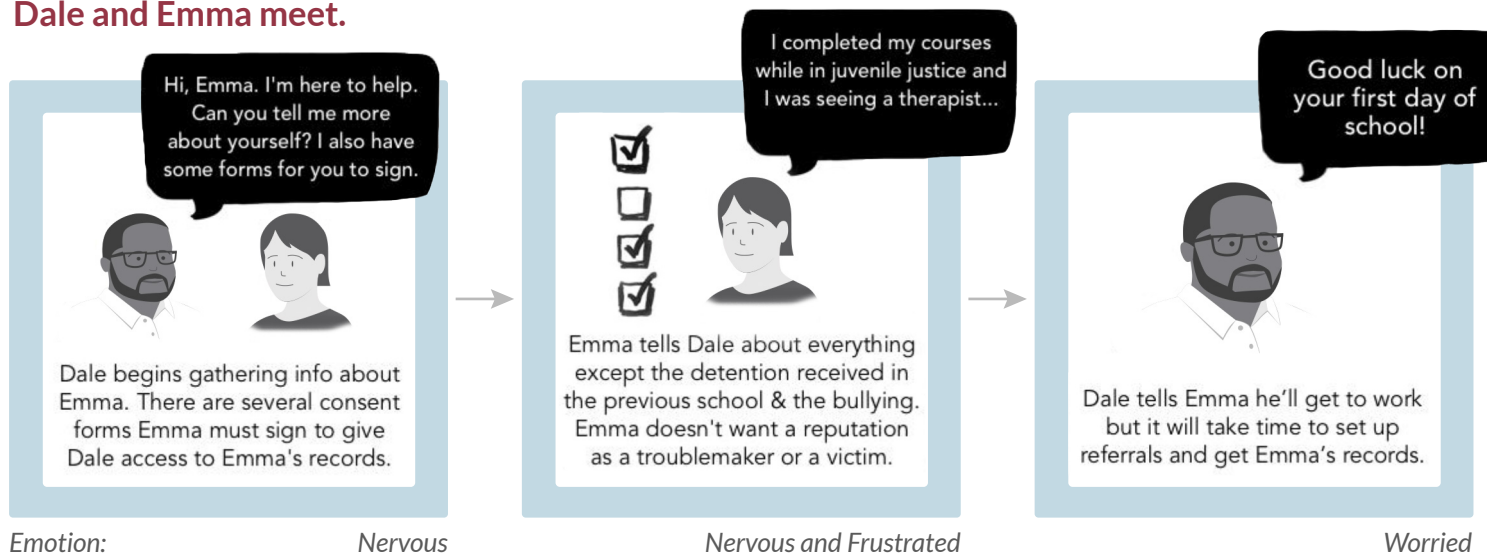 Dale and Emma meet.
Hi, Emma. I'm here to help.
Can you tell me more
about yourself? I also have
some forms for you to sign.
Dale begins gathering info about
Emma. There are several consent
forms Emma must sign to give
Dale access to Emma's records.
I completed my courses
while in juvenile justice and
I was seeing a therapist...
Emma tells Dale about everything
except the detention received in
the previous school & the bullying.
Emma doesn't want a reputation
as a troublemaker or a victim.
Good luck on
your first day of
school!
Dale tells Emma he’ll get to work
but it will take time to set up
referrals and get Emma’s records.
Emotion: Nervous Nervous and Frustrated Worried